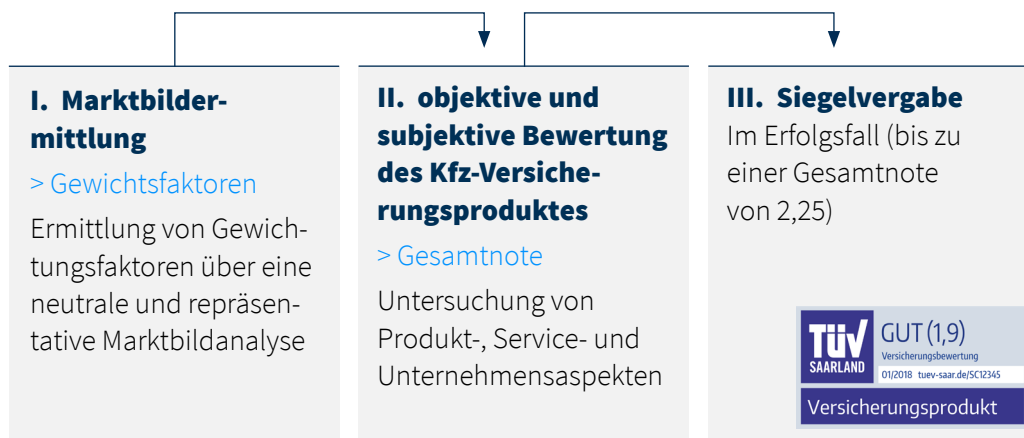 I. Marktbilder-
mittlung
> Gewichtsfaktoren
Ermittlung von Gewich-
tungsfaktoren über eine
neutrale und repräsen-
tative Marktbildanalyse
II. objektive und
subjektive Bewertung
des Kfz-Versiche-
rungsproduktes
> Gesamtnote
Untersuchung von
Produkt-, Service- und
Unternehmensaspekten
III. Siegelvergabe
Im Erfolgsfall (bis zu
einer Gesamtnote
von 2,25)
TÜV
SAARLAND
GUT (1,9)
Versicherungsbewertung
01/2018 tuev-saar.de/SC12345
Versicherungsprodukt